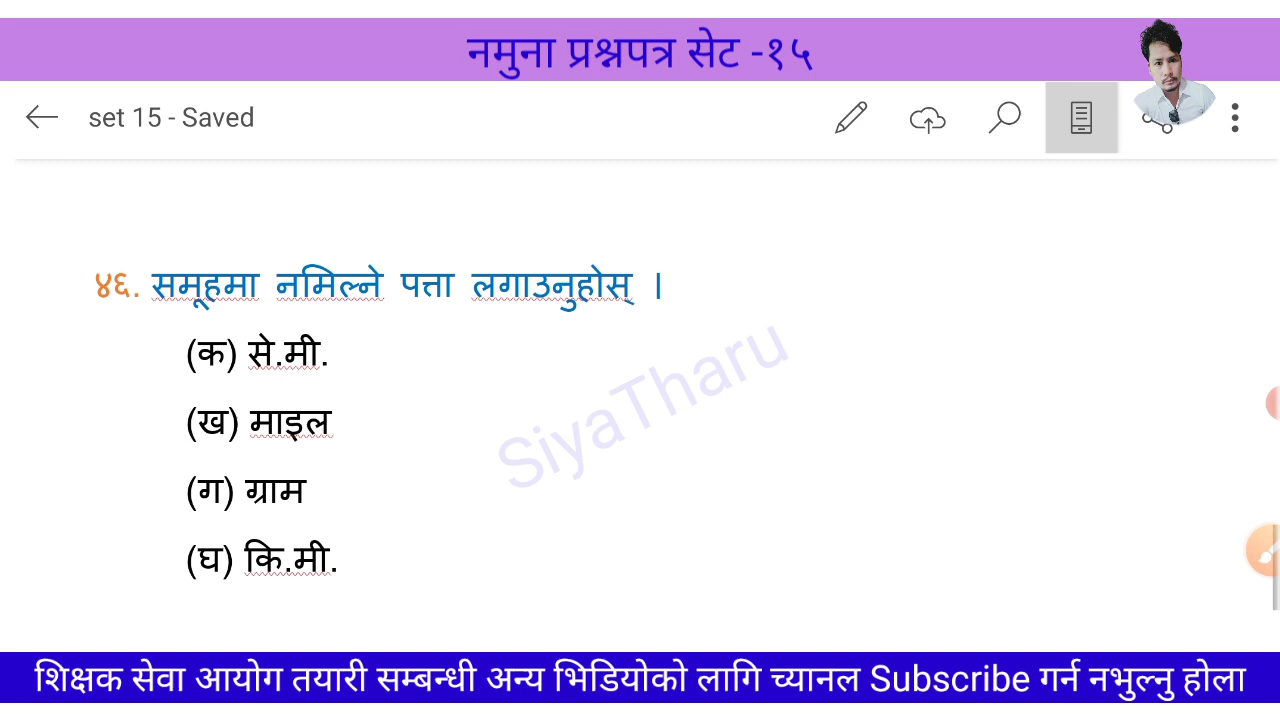 नमुना प्रश्नपत्र सेट -१५
set 15 - Saved
४६. समूहमा नमिल्ने पत्ता लगाउनुहोस् ।
(क) से.मी.
(ख) माइल
(ग) ग्राम
(घ) कि.मी.
SiyaTharu
शिक्षक सेवा आयोग तयारी सम्बन्धी अन्य भिडियोको लागि च्यानल Subscribe गर्न नभुल्नु होला